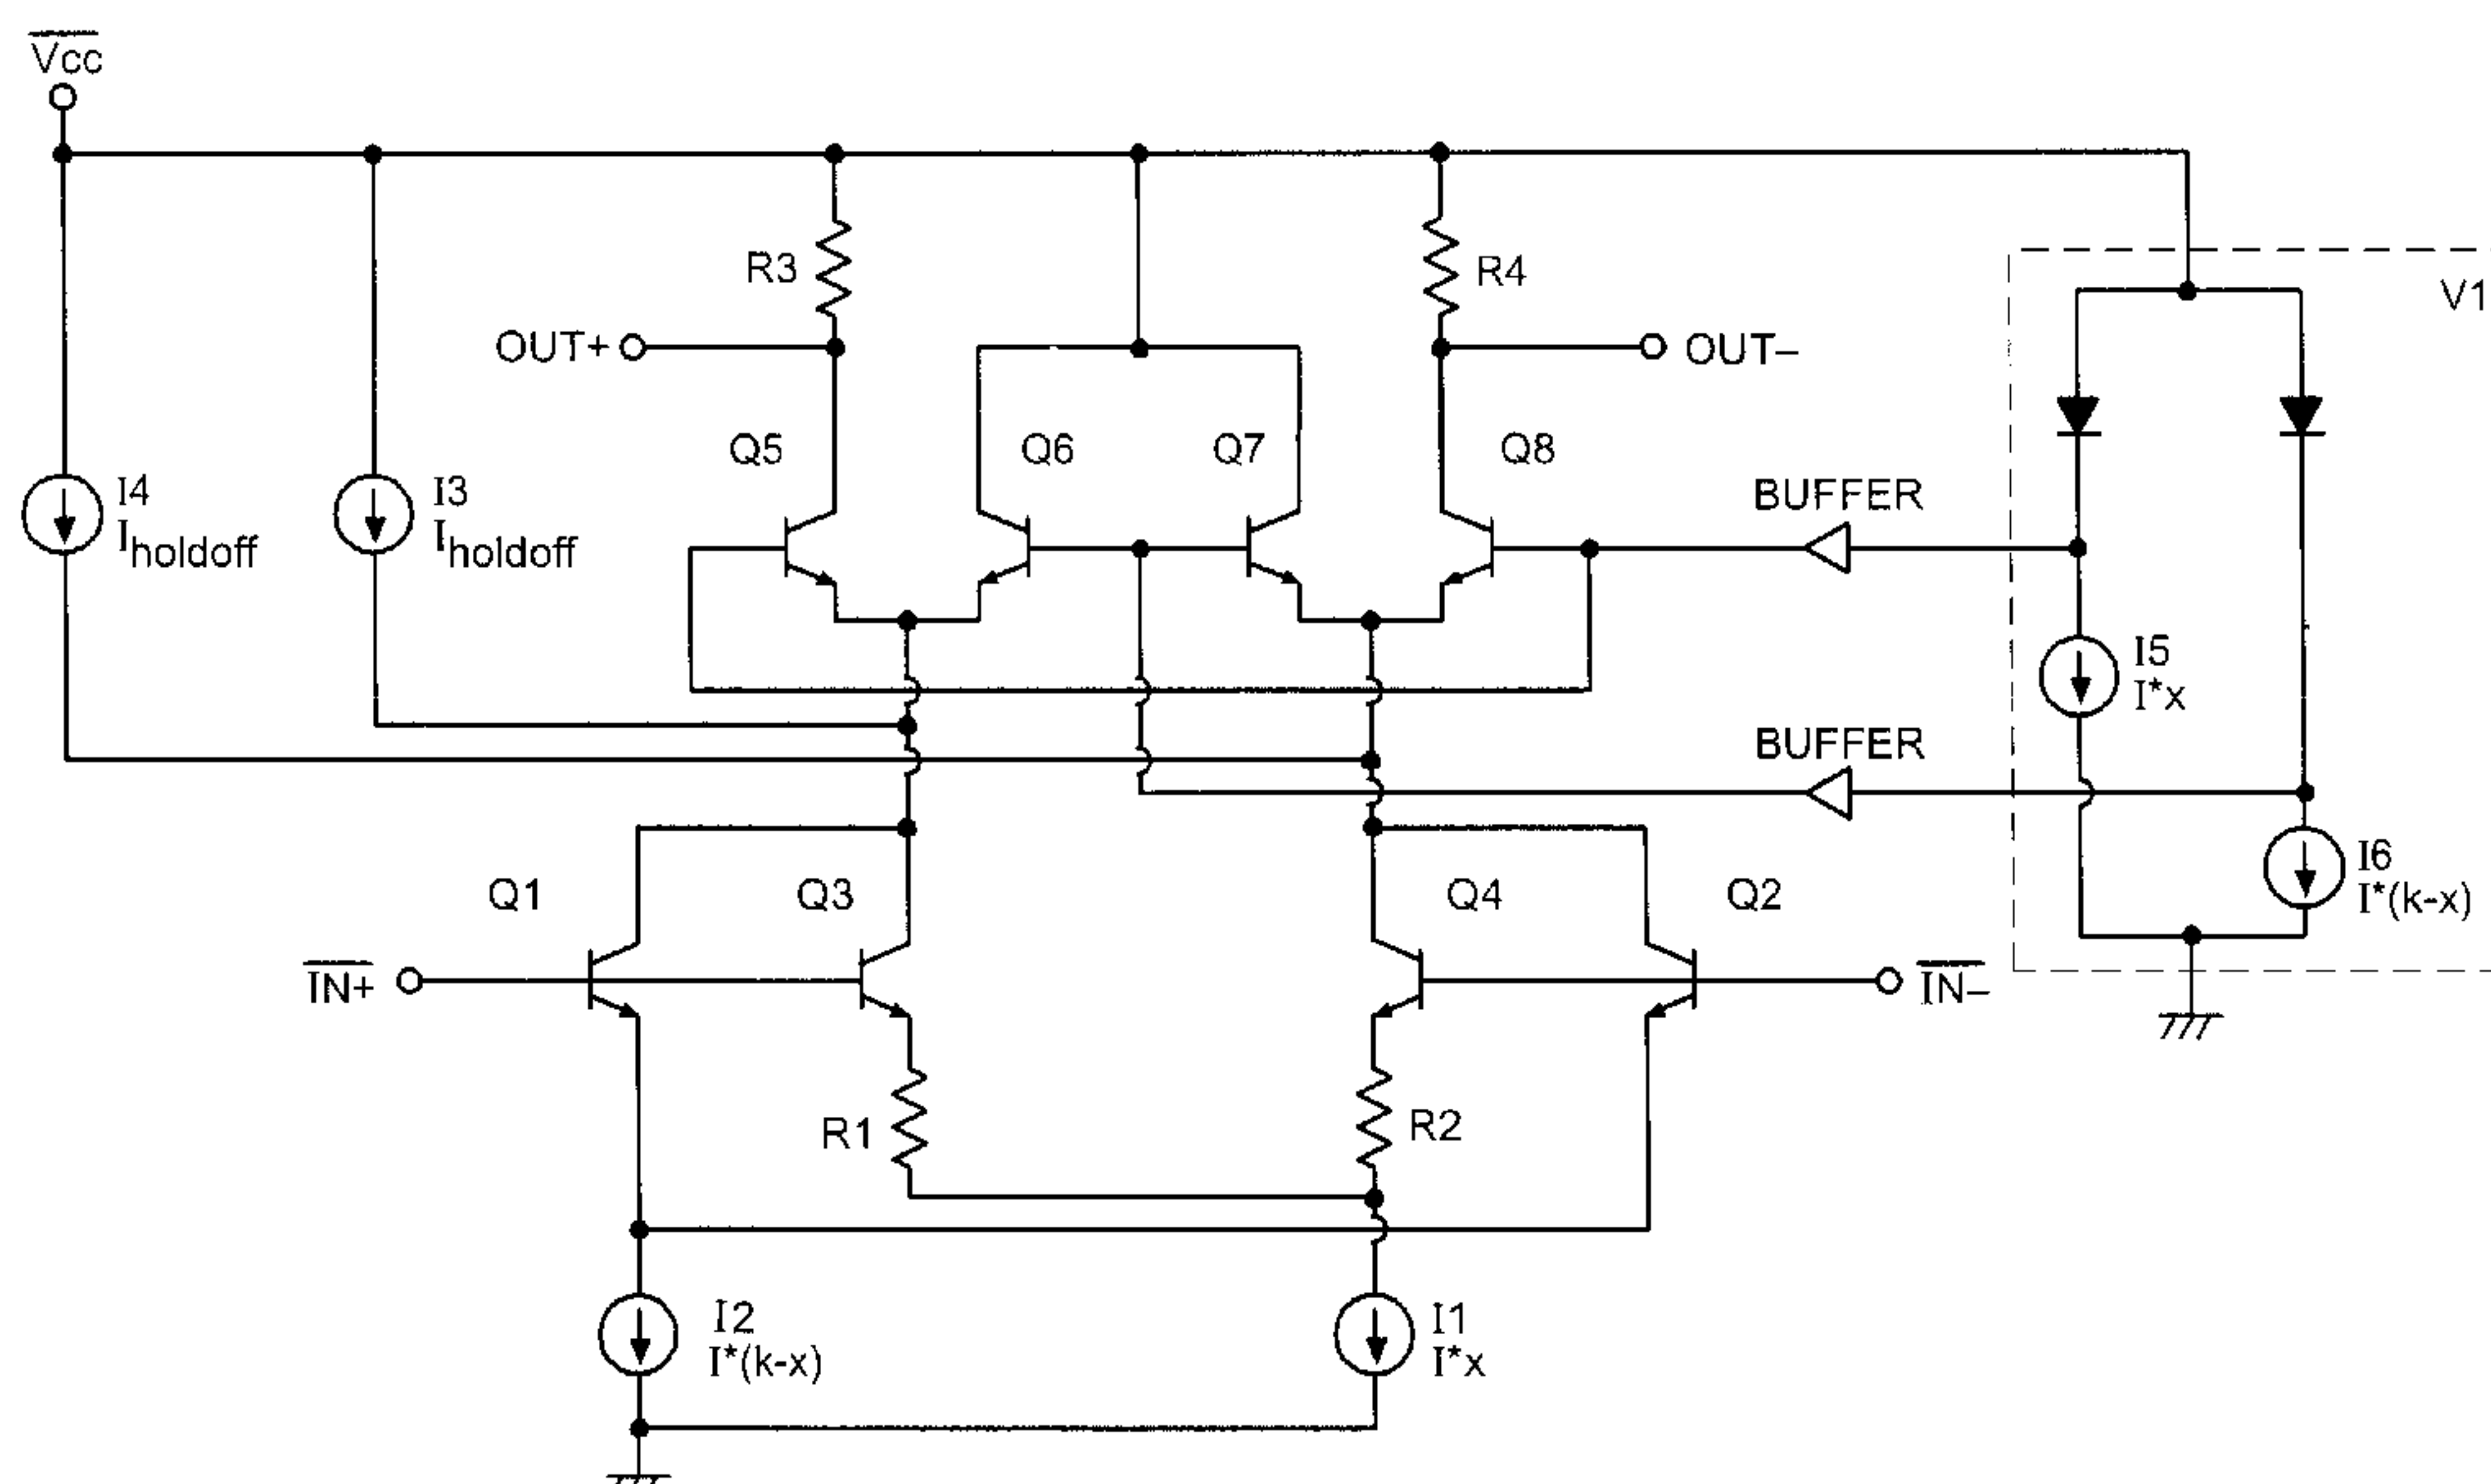 Vcc
R3
R4
V1
OUT+
OUT–
Q5
Q6
Q7
Q8
I4
Iholdoff
I3
Iholdoff
BUFFER
I5
I*x
BUFFER
I6
I*(k-x)
Q1
Q3
Q4
Q2
IN+
IN–
R1
R2
I2
I*(k-x)
I1
I*x